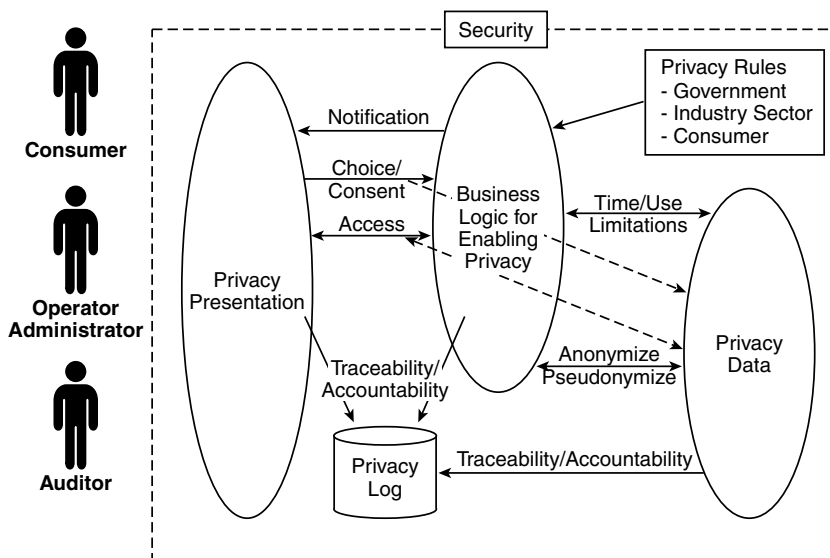 Security
Privacy Rules
- Government
- Industry Sector
- Consumer
Consumer
Notification
Choice/
Consent
Access
Business
Logic for
Enabling
Privacy
Time/Use
Limitations
Operator
Administrator
Privacy
Presentation
Privacy
Data
Traceability/
Accountability
Anonymize
Pseudonymize
Auditor
Privacy
Log
Traceability/Accountability